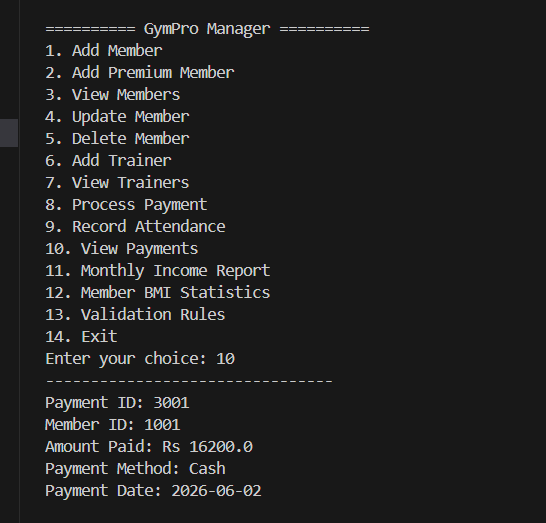 ========== GymPro Manager ==========
1. Add Member
2. Add Premium Member
3. View Members
4. Update Member
5. Delete Member
6. Add Trainer
7. View Trainers
8. Process Payment
9. Record Attendance
10. View Payments
11. Monthly Income Report
12. Member BMI Statistics
13. Validation Rules
14. Exit
Enter your choice: 10
--------------------------------
Payment ID: 3001
Member ID: 1001
Amount Paid: Rs 16200.0
Payment Method: Cash
Payment Date: 2026-06-02